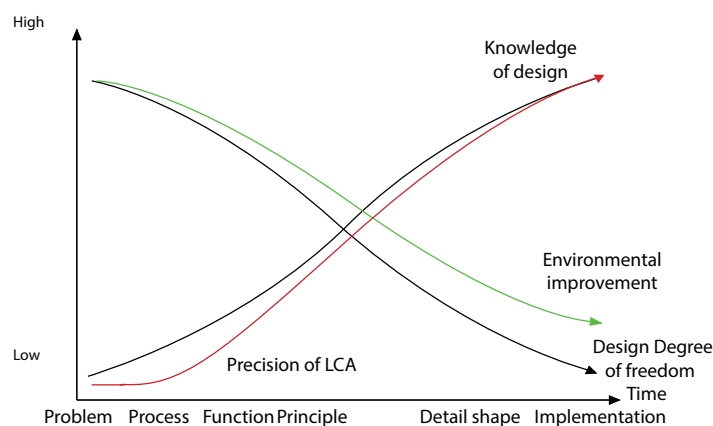 High
Knowledge
of design
Environmental
improvement
Low
Precision of LCA
Design Degree
of freedom
Time
Problem Process Function Principle Detail shape Implementation